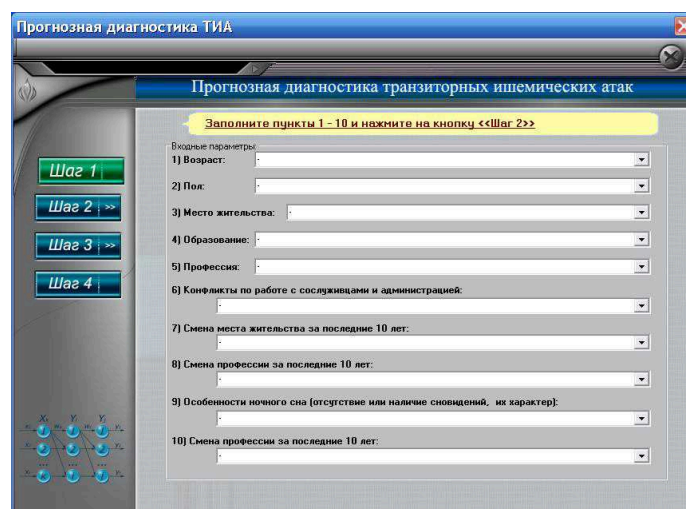 Прогнозная диагностика ТИА
Прогнозная диагностика транзиторных ишемических атак
Заполните пункты 1 - 10 и нажмите на кнопку <<Шаг 2>>
Входные параметры:
1) Возраст:
-
2) Пол:
-
3) Место жительства:
-
4) Образование:
-
5) Профессия:
-
6) Конфликты по работе с сослуживцами и администрацией:
-
7) Смена места жительства за последние 10 лет:
-
8) Смена профессии за последние 10 лет:
-
9) Особенности ночного сна (отсутствие или наличие сновидений, их характер):
-
10) Смена профессии за последние 10 лет:
-
Шаг 1
Шаг 2 >>
Шаг 3 >>
Шаг 4